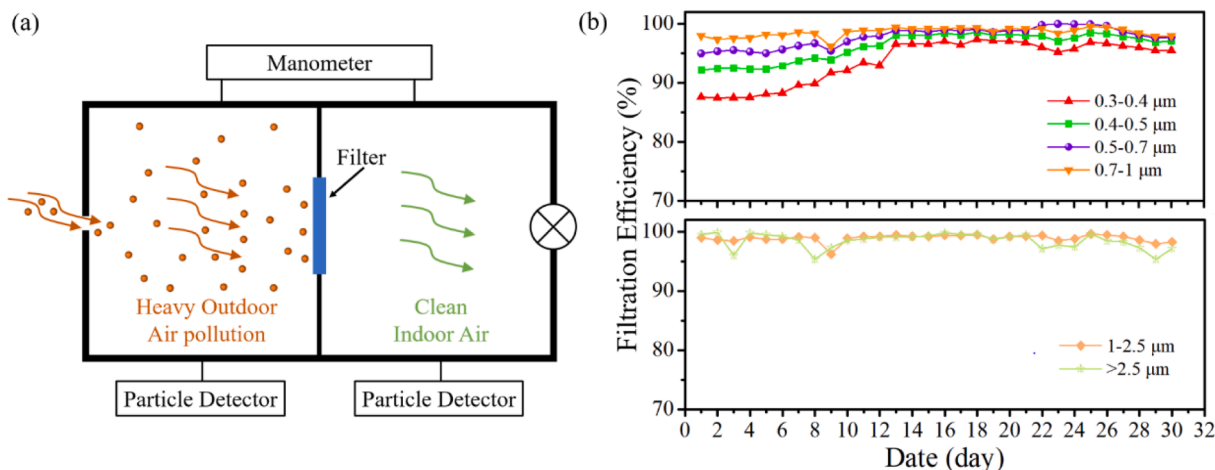 (a)
Manometer
Filter
Heavy Outdoor
Air pollution
Clean
Indoor Air
Particle Detector
Particle Detector
(b)
Filtration Efficiency (%)
100
90
80
70
0.3-0.4 μm
0.4-0.5 μm
0.5-0.7 μm
0.7-1 μm
100
90
80
70
1-2.5 μm
>2.5 μm
0 2 4 6 8 10 12 14 16 18 20 22 24 26 28 30 32
Date (day)